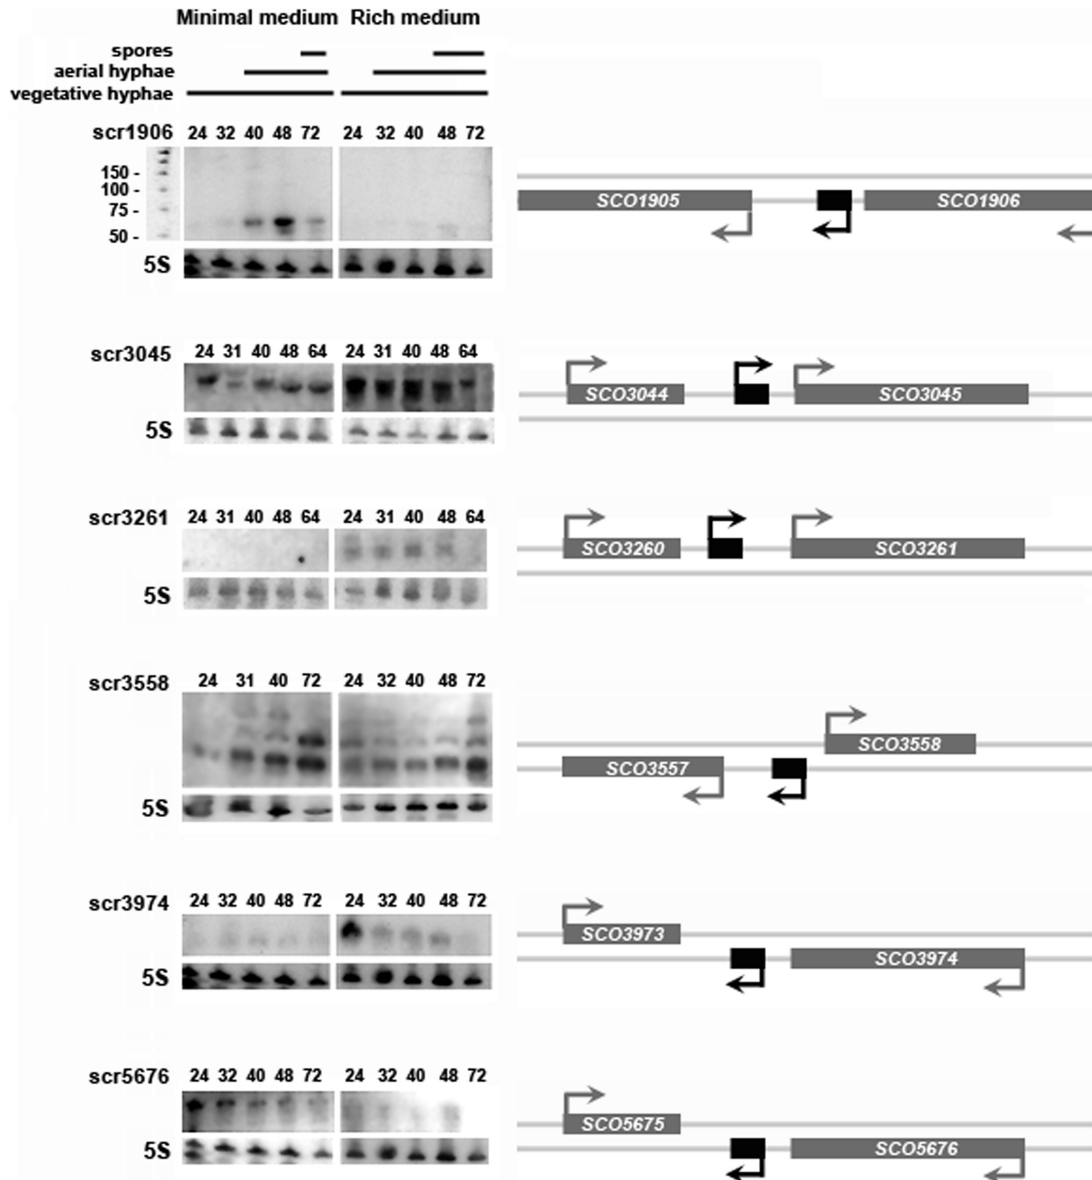 Minimal medium Rich medium
spores
aerial hyphae
vegetative hyphae
scr1906 24 32 40 48 72 24 32 40 48 72
150 -
100 -
75 -
50 -
5S
SCO1905 SCO1906
scr3045 24 31 40 48 64 24 31 40 48 64
5S
SCO3044 SCO3045
scr3261 24 31 40 48 64 24 31 40 48 64
5S
SCO3260 SCO3261
scr3558 24 31 40 72 24 32 40 48 72
5S
SCO3558
SCO3557
scr3974 24 32 40 48 72 24 32 40 48 72
5S
SCO3973
SCO3974
scr5676 24 32 40 48 72 24 32 40 48 72
5S
SCO5675
SCO5676